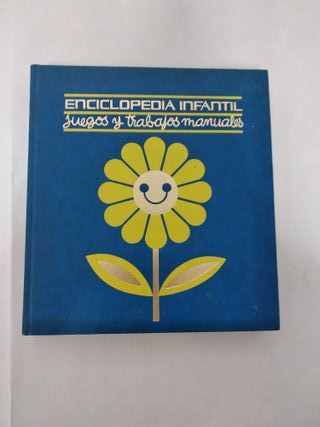 ENCICLOPEDIA INFANTIL
juegos y trabajos manuales